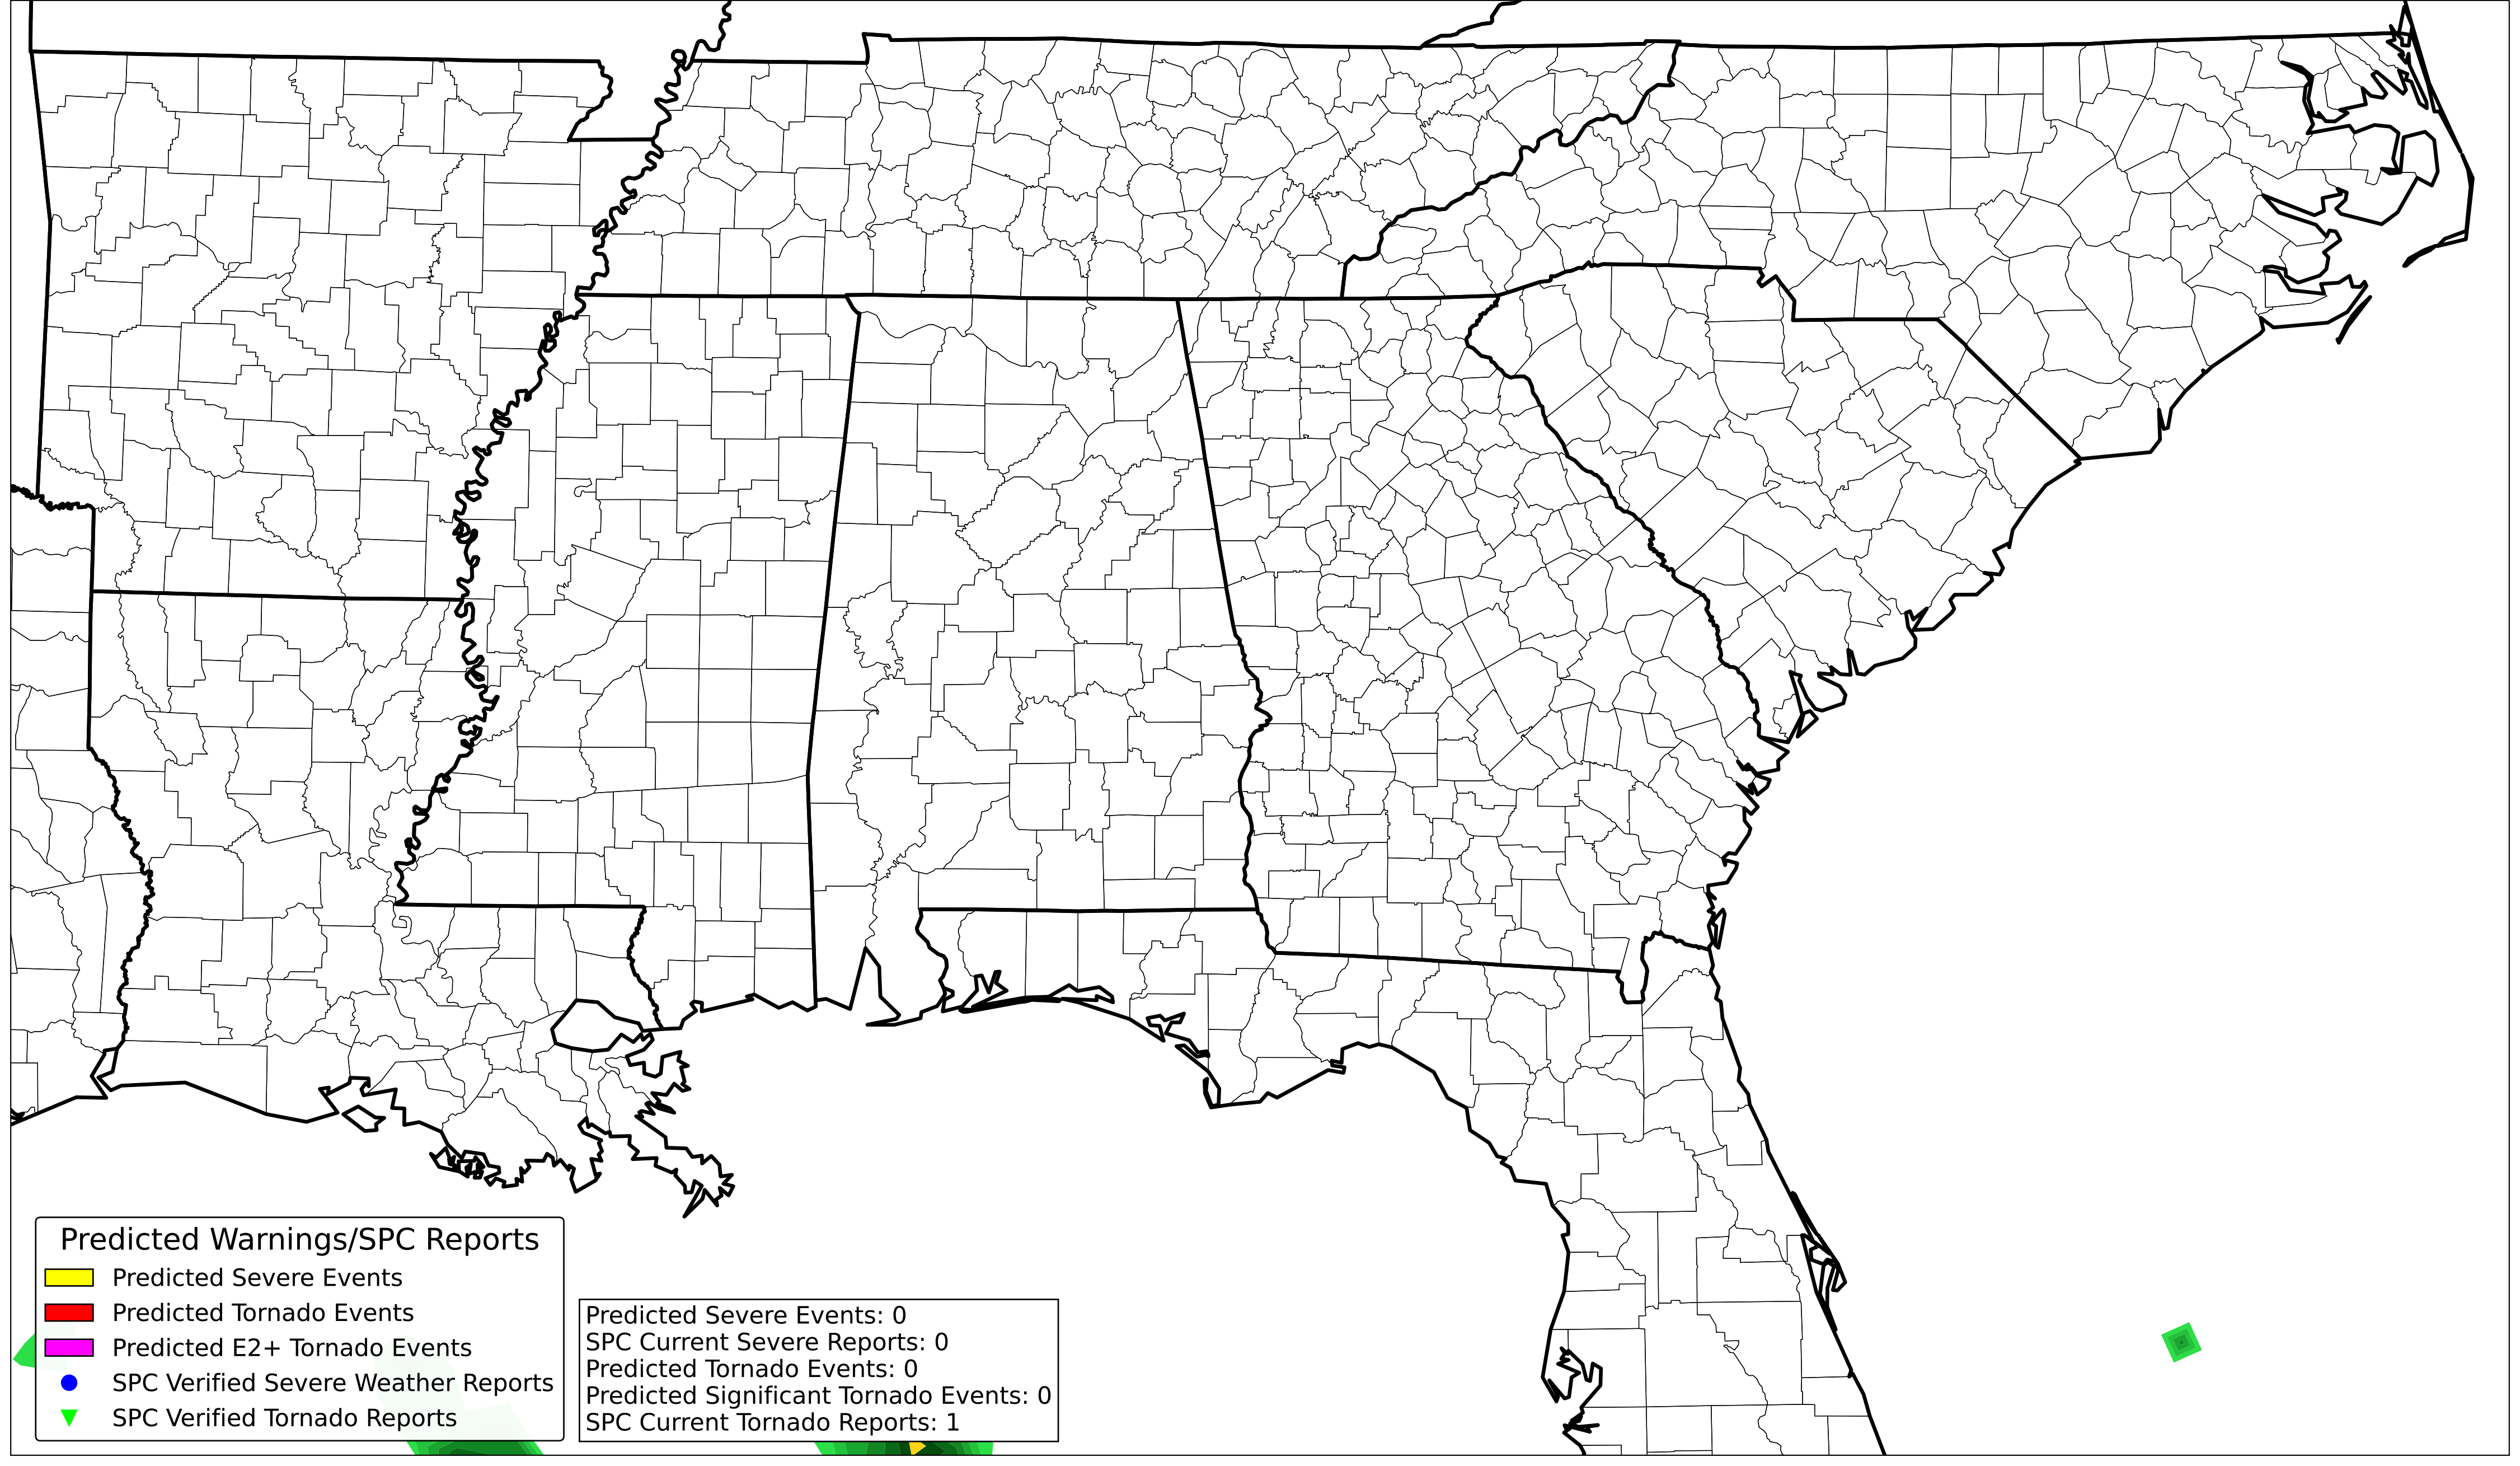 Predicted Warnings/SPC Reports
Predicted Severe Events
Predicted Tornado Events
Predicted E2+ Tornado Events
SPC Verified Severe Weather Reports
SPC Verified Tornado Reports
Predicted Severe Events: 0
SPC Current Severe Reports: 0
Predicted Tornado Events: 0
Predicted Significant Tornado Events: 0
SPC Current Tornado Reports: 1